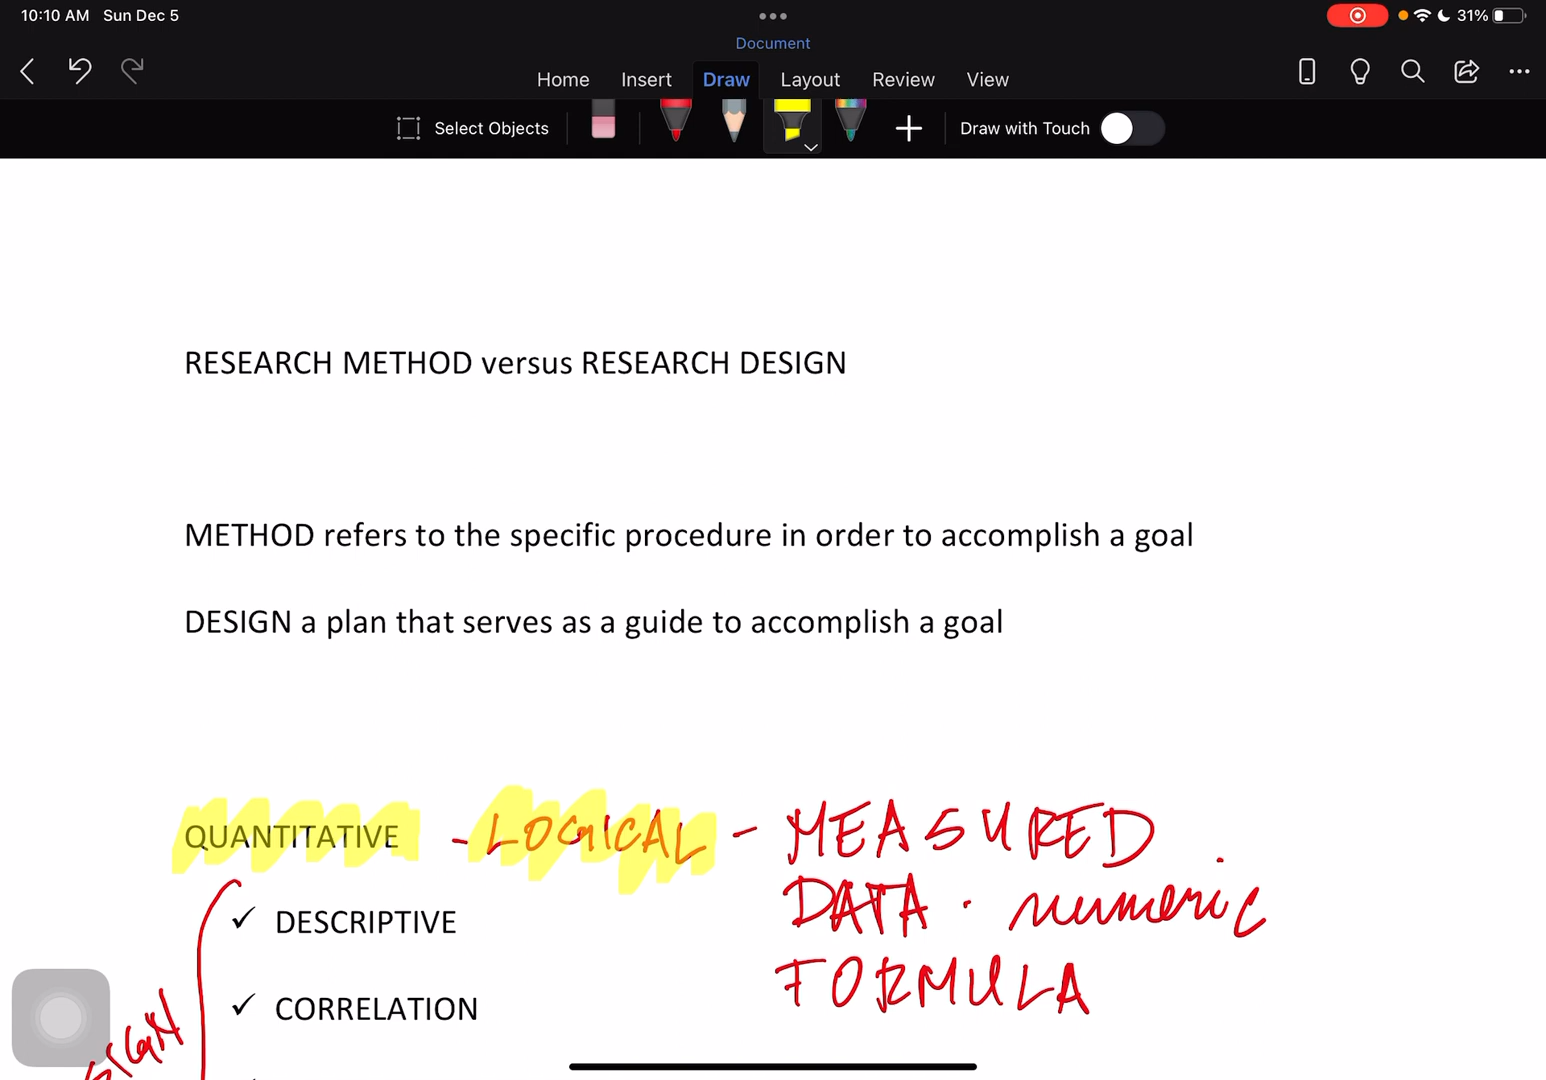 10:10 AM Sun Dec 5
31%
Document
Home Insert Draw Layout Review View
Select Objects
Draw with Touch
RESEARCH METHOD versus RESEARCH DESIGN
METHOD refers to the specific procedure in order to accomplish a goal
DESIGN a plan that serves as a guide to accomplish a goal
QUANTITATIVE - LOGICAL - MEASURED
DATA . numeric
FORMULA
✓ DESCRIPTIVE
✓ CORRELATION